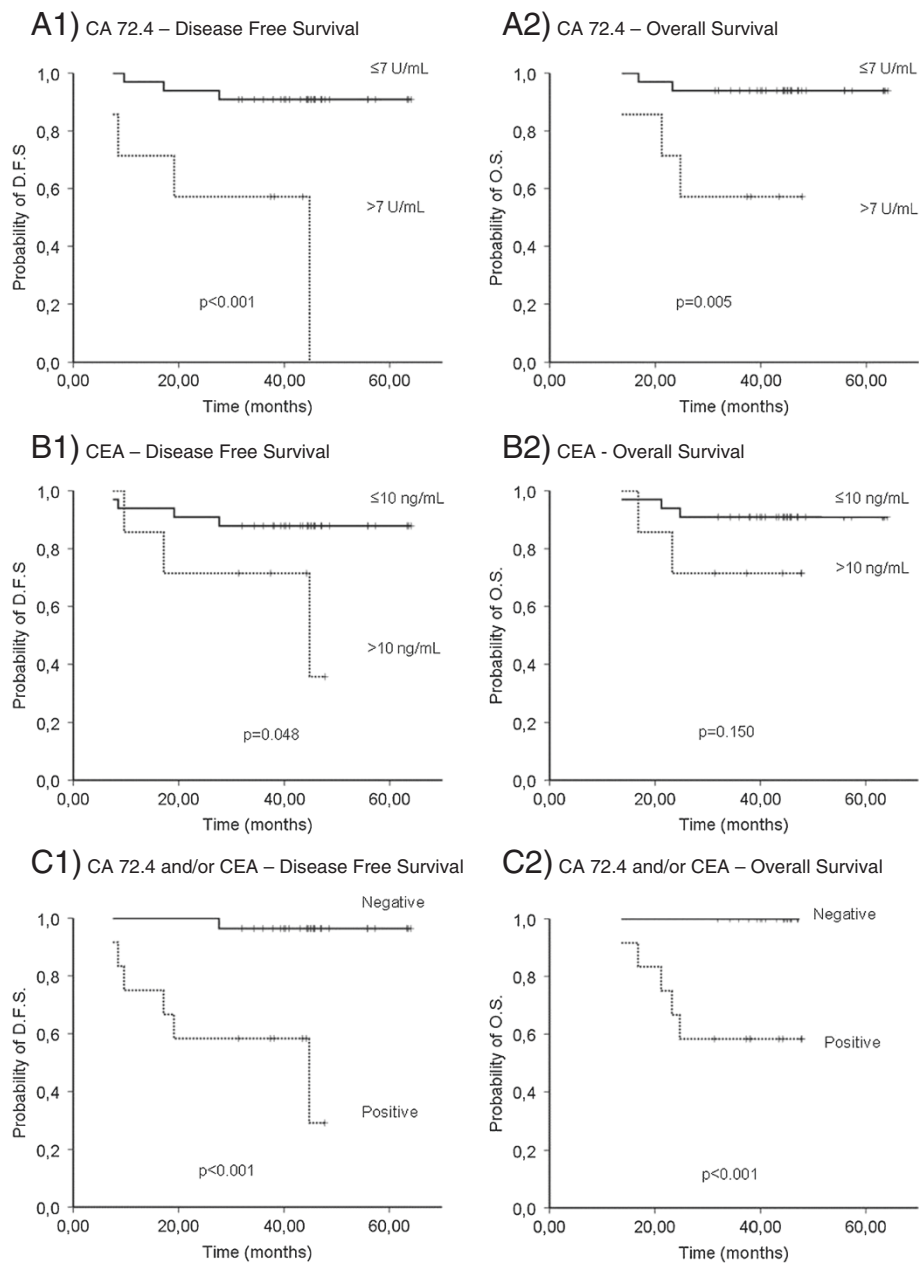 A1) CA 72.4 – Disease Free Survival
Probability of D.F.S
1,0
0,8
0,6
0,4
0,2
0,0
≤7 U/mL
>7 U/mL
p<0.001
0,00 20,00 40,00 60,00
Time (months)
A2) CA 72.4 – Overall Survival
Probability of O.S.
1,0
0,8
0,6
0,4
0,2
0,0
≤7 U/mL
>7 U/mL
p=0.005
0,00 20,00 40,00 60,00
Time (months)
B1) CEA – Disease Free Survival
Probability of D.F.S
1,0
0,8
0,6
0,4
0,2
0,0
≤10 ng/mL
>10 ng/mL
p=0.048
0,00 20,00 40,00 60,00
Time (months)
B2) CEA - Overall Survival
Probability of O.S.
1,0
0,8
0,6
0,4
0,2
0,0
≤10 ng/mL
>10 ng/mL
p=0.150
0,00 20,00 40,00 60,00
Time (months)
C1) CA 72.4 and/or CEA – Disease Free Survival
Probability of D.F.S.
1,0
0,8
0,6
0,4
0,2
0,0
Negative
Positive
p<0.001
0,00 20,00 40,00 60,00
Time (months)
C2) CA 72.4 and/or CEA – Overall Survival
Probability of O.S.
1,0
0,8
0,6
0,4
0,2
0,0
Negative
Positive
p<0.001
0,00 20,00 40,00 60,00
Time (months)